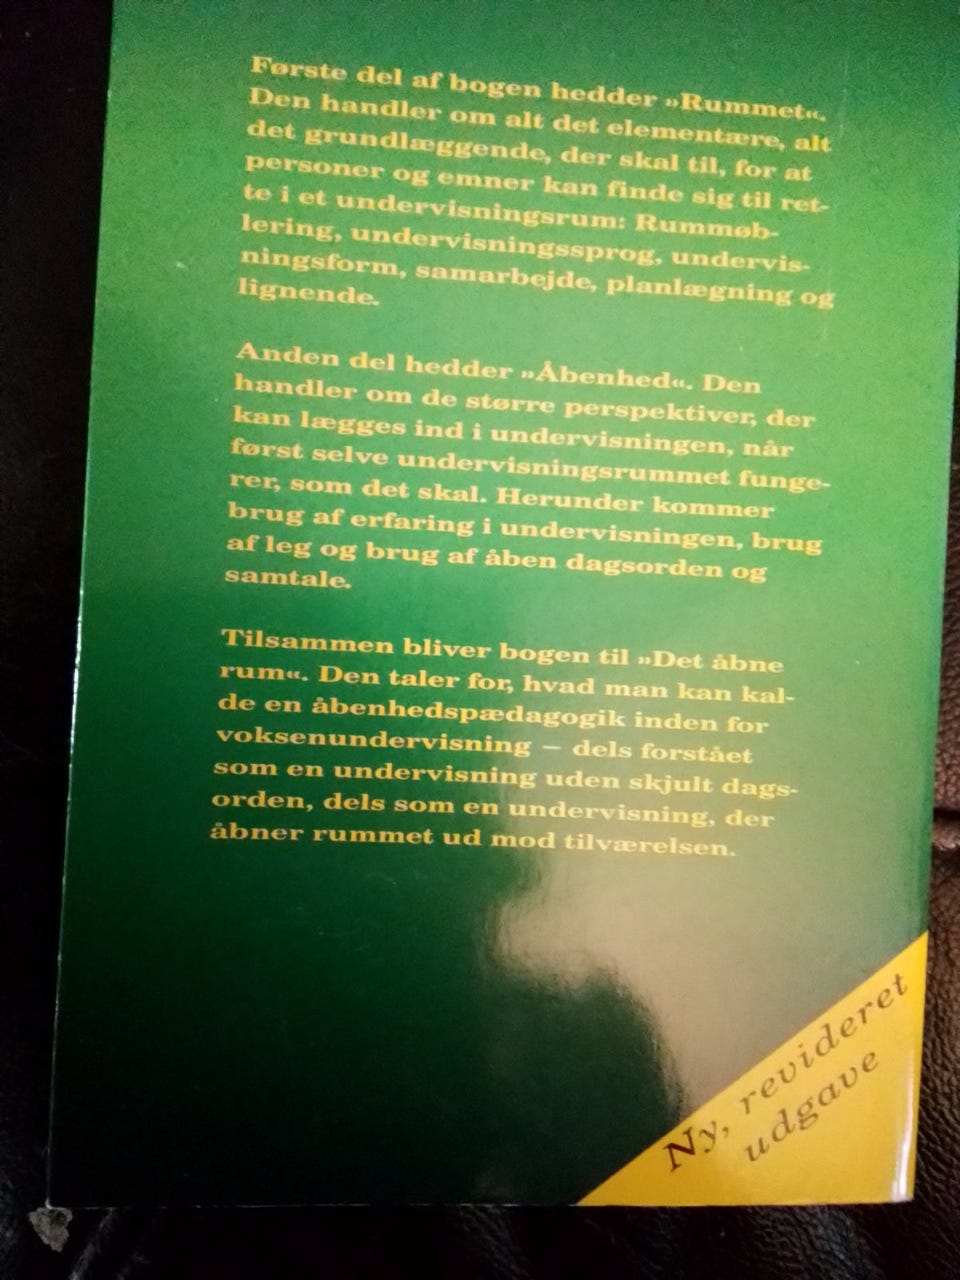 Første del af bogen hedder »Rummet«.
Den handler om alt det elementære, alt
det grundlæggende, der skal til, for at
personer og emner kan finde sig til ret-
te i et undervisningsrum: Rummøb-
lering, undervisningssprog, undervis-
ningsform, samarbejde, planlægning og
lignende.
Anden del hedder »Åbenhed«. Den
handler om de større perspektiver, der
kan lægges ind i undervisningen, når
først selve undervisningsrummet funge-
rer, som det skal. Herunder kommer
brug af erfaring i undervisningen, brug
af leg og brug af åben dagsorden og
samtale.
Tilsammen bliver bogen til »Det åbne
rum«. Den taler for, hvad man kan kal-
de en åbenhedspædagogik inden for
voksenundervisning – dels forstået
som en undervisning uden skjult dags-
orden, dels som en undervisning, der
åbner rummet ud mod tilværelsen.
Ny, revideret
udgave